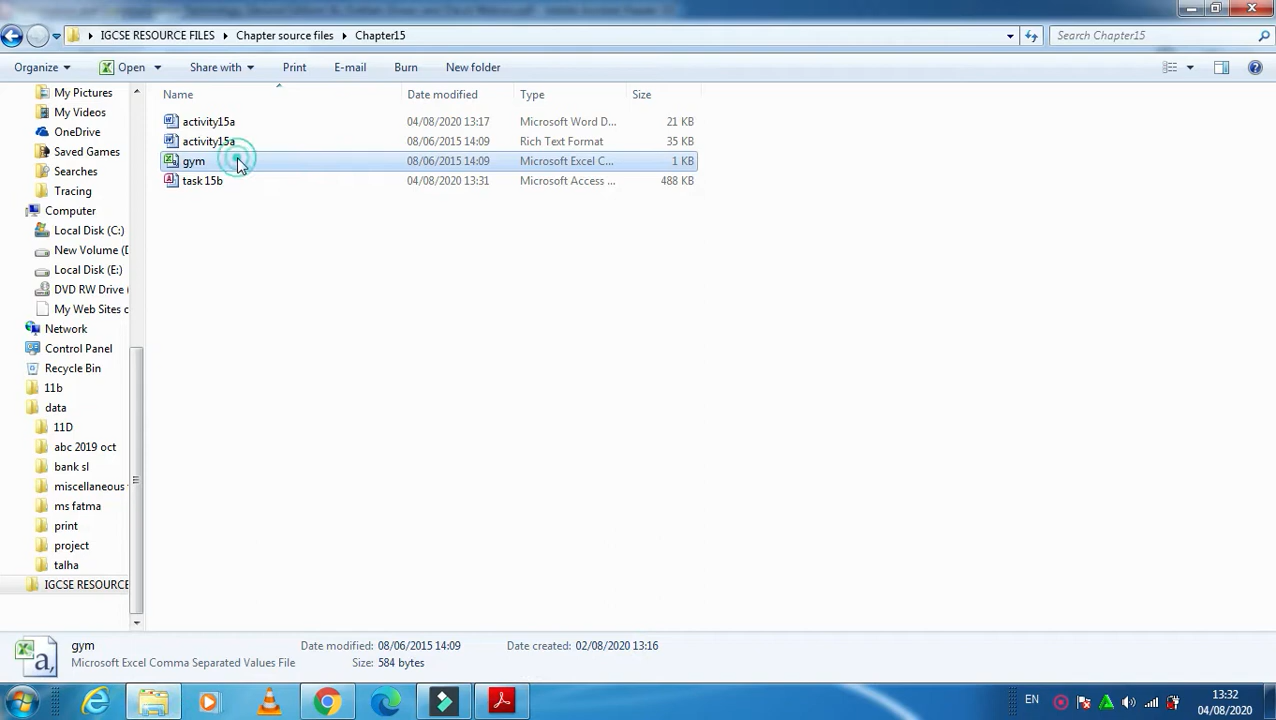 IGCSE RESOURCE FILES
Chapter source files
Chapter15
Search Chapter15
Organize
Open
Share with
Print
E-mail
Burn
New folder
Name
Date modified
Type
Size
My Pictures
My Videos
OneDrive
Saved Games
Searches
Tracing
Computer
Local Disk (C:)
New Volume (D
Local Disk (E:)
DVD RW Drive (
My Web Sites o
Network
Control Panel
Recycle Bin
11b
data
11D
abc 2019 oct
bank sl
miscellaneous
ms fatma
print
project
talha
IGCSE RESOURCE
activity15a 04/08/2020 13:17 Microsoft Word D... 21 KB
activity15a 08/06/2015 14:09 Rich Text Format 35 KB
gym 08/06/2015 14:09 Microsoft Excel C... 1 KB
task 15b 04/08/2020 13:31 Microsoft Access ... 488 KB
gym
Microsoft Excel Comma Separated Values File
Date modified: 08/06/2015 14:09
Size: 584 bytes
Date created: 02/08/2020 13:16
EN
13:32
04/08/2020